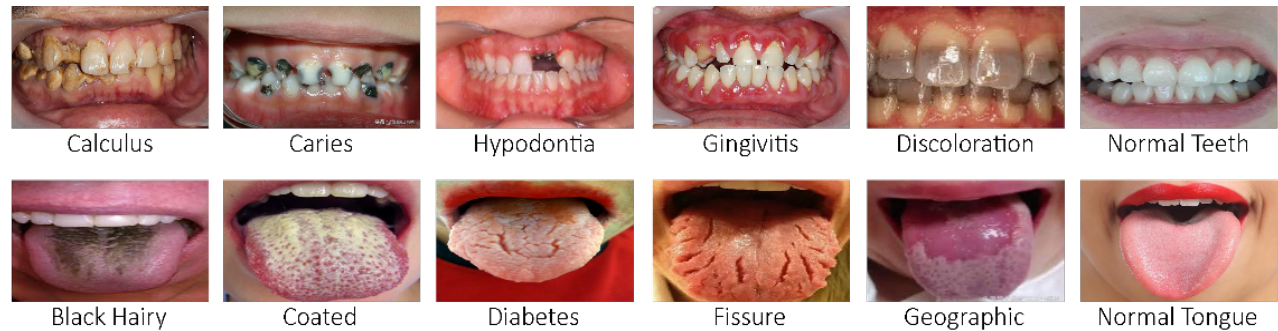 Calculus
Caries
Hypodontia
Gingivitis
Discoloration
Normal Teeth
Black Hairy
Coated
Diabetes
Fissure
Geographic
Normal Tongue